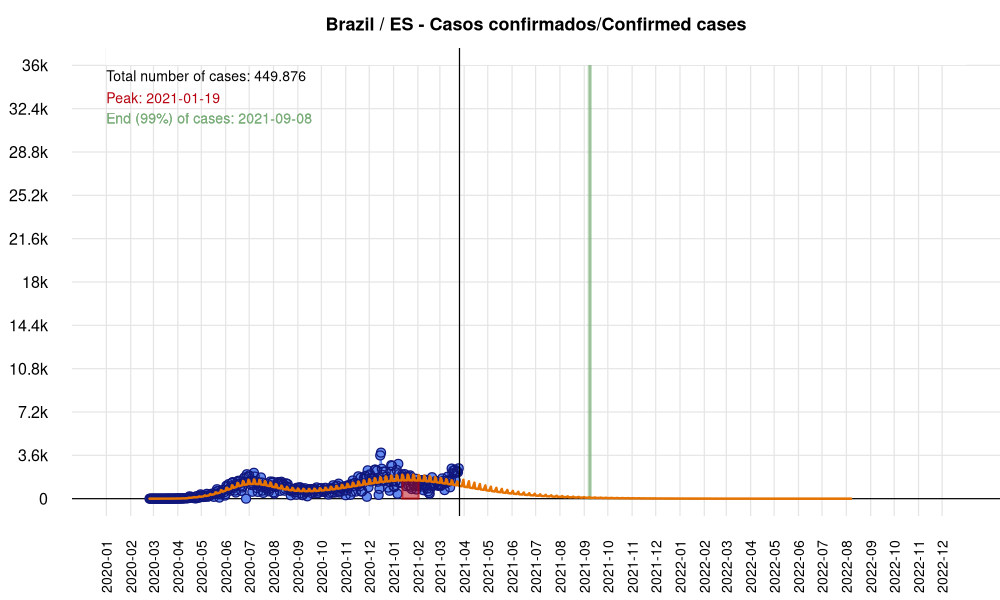 Brazil / ES - Casos confirmados/Confirmed cases
Total number of cases: 449.876
Peak: 2021-01-19
End (99%) of cases: 2021-09-08
36k
32.4k
28.8k
25.2k
21.6k
18k
14.4k
10.8k
7.2k
3.6k
0
2020-01
2020-02
2020-03
2020-04
2020-05
2020-06
2020-07
2020-08
2020-09
2020-10
2020-11
2020-12
2021-01
2021-02
2021-03
2021-04
2021-05
2021-06
2021-07
2021-08
2021-09
2021-10
2021-11
2021-12
2022-01
2022-02
2022-03
2022-04
2022-05
2022-06
2022-07
2022-08
2022-09
2022-10
2022-11
2022-12